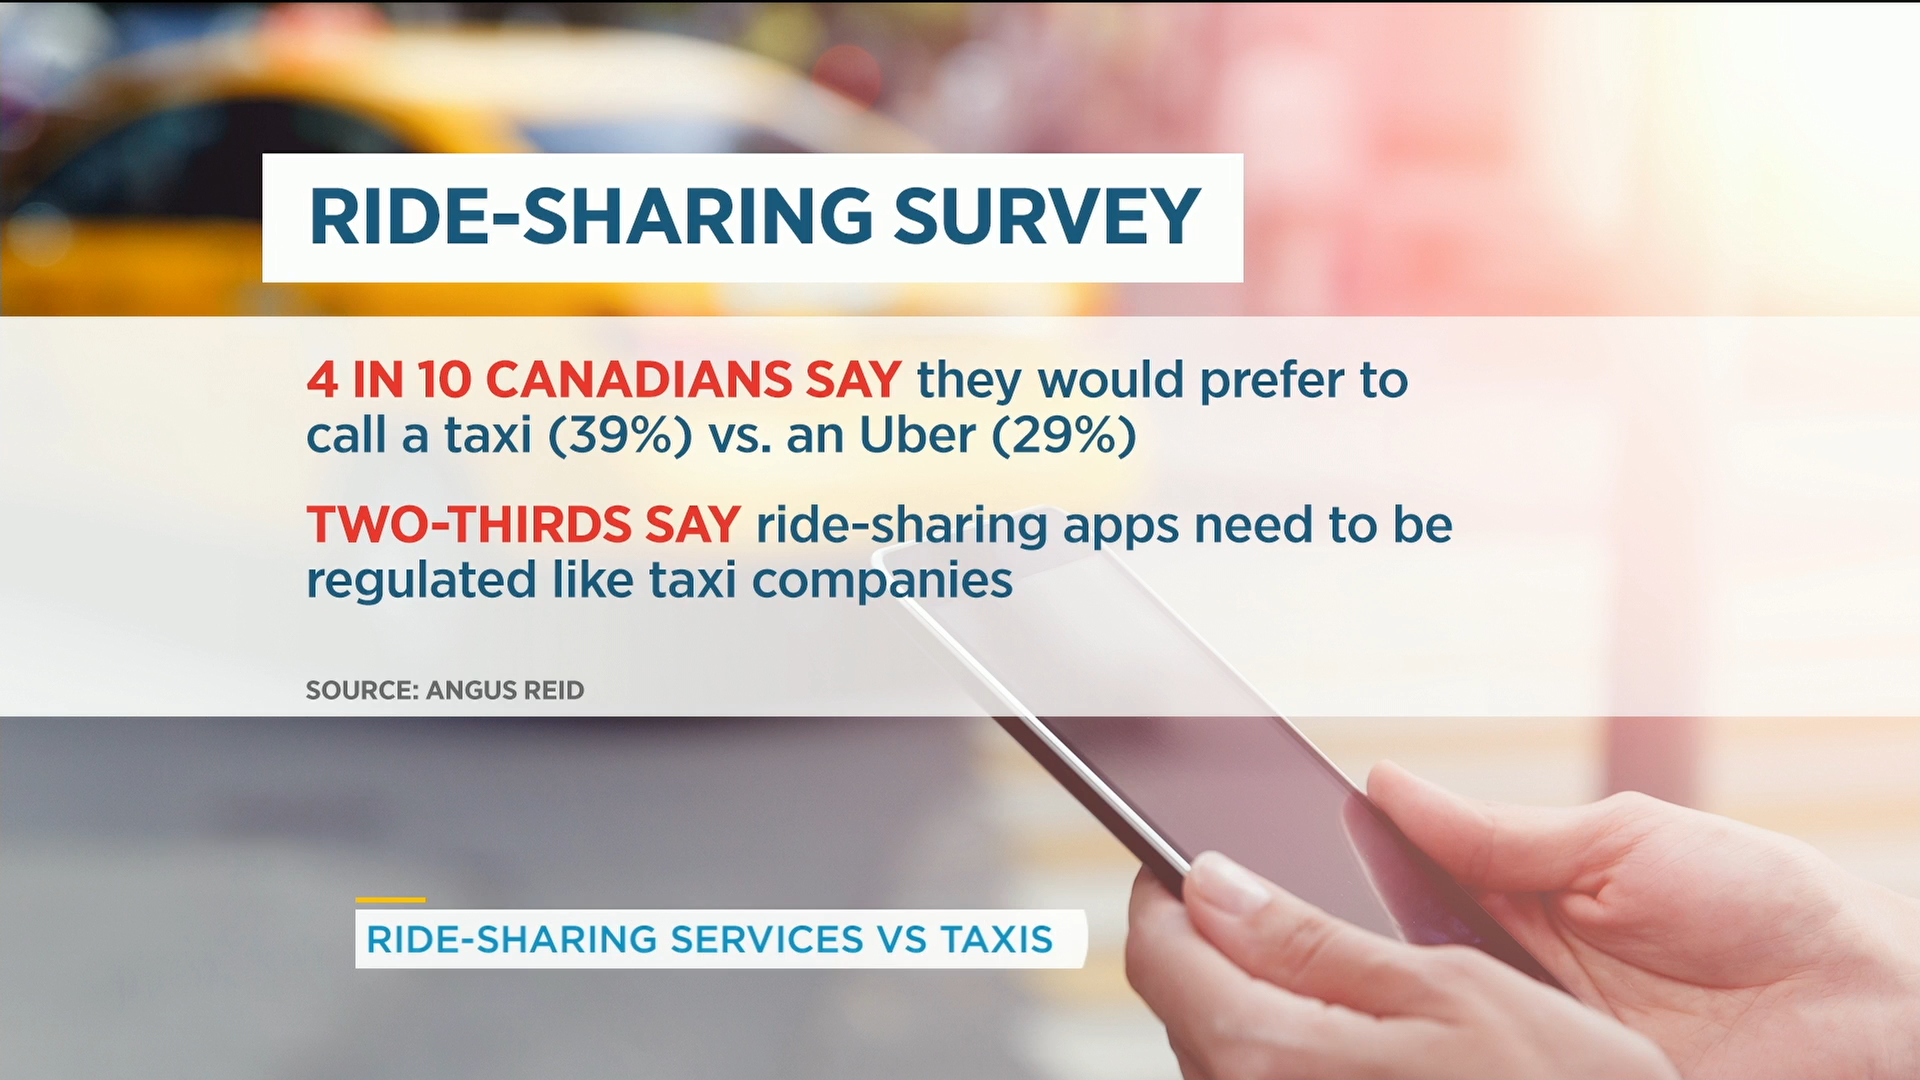 RIDE-SHARING SURVEY
4 IN 10 CANADIANS SAY they would prefer to
call a taxi (39%) vs. an Uber (29%)
TWO-THIRDS SAY ride-sharing apps need to be
regulated like taxi companies
SOURCE: ANGUS REID
RIDE-SHARING SERVICES VS TAXIS